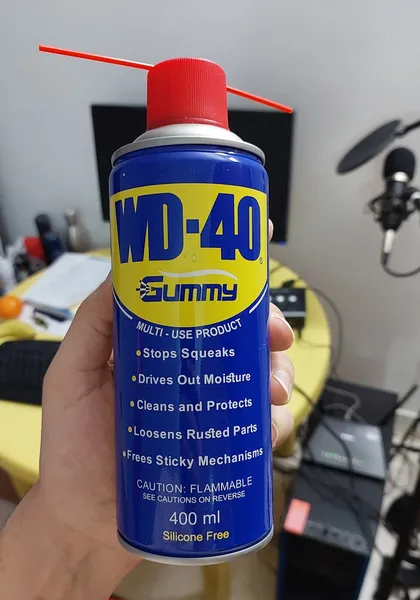 WD-40
Gummy
MULTI - USE PRODUCT
•Stops Squeaks
•Drives Out Moisture
•Cleans and Protects
•Loosens Rusted Parts
•Frees Sticky Mechanisms
CAUTION: FLAMMABLE
SEE CAUTIONS ON REVERSE
400 ml
Silicone Free